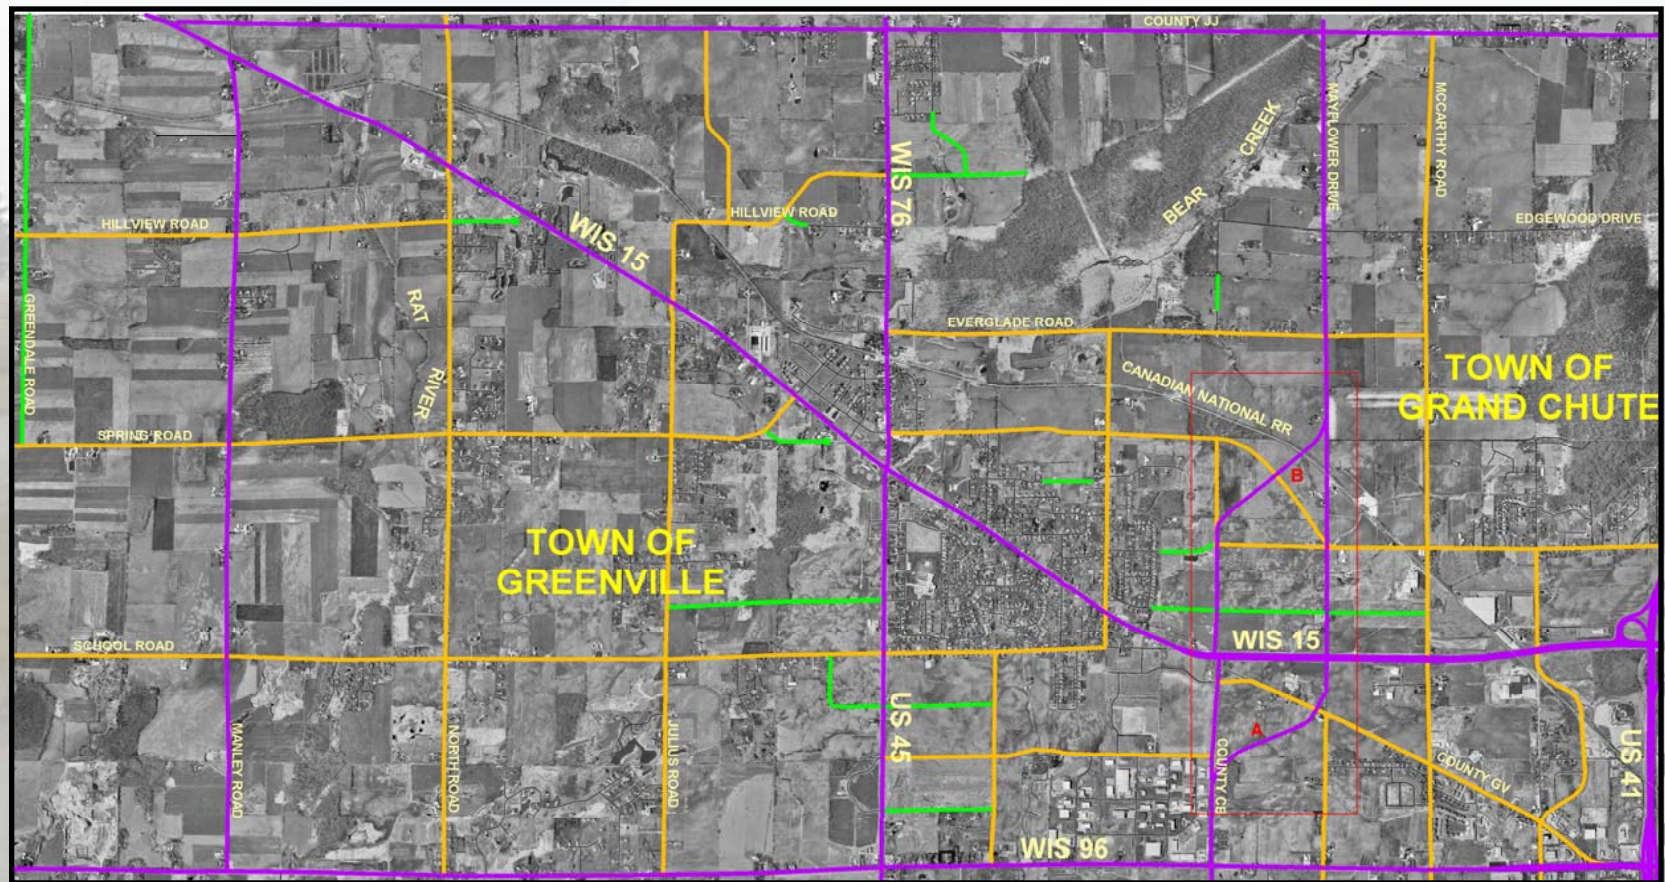 COUNTY JJ
WIS 76
CREEK
BEAR
MAYFLOWER DRIVE
MCCARTHY ROAD
HILLVIEW ROAD
HILLVIEW ROAD
EDGEWOOD DRIVE
WIS 15
GREENDALE ROAD
RAT
RIVER
EVERGLADE ROAD
TOWN OF
GRAND CHUTE
CANADIAN NATIONAL RR
SPRING ROAD
B
TOWN OF
GREENVILLE
SCHOOL ROAD
WIS 15
MANLEY ROAD
NORTH ROAD
JULIUS ROAD
US 45
A
COUNTY CB
COUNTY GV
US 41
WIS 96